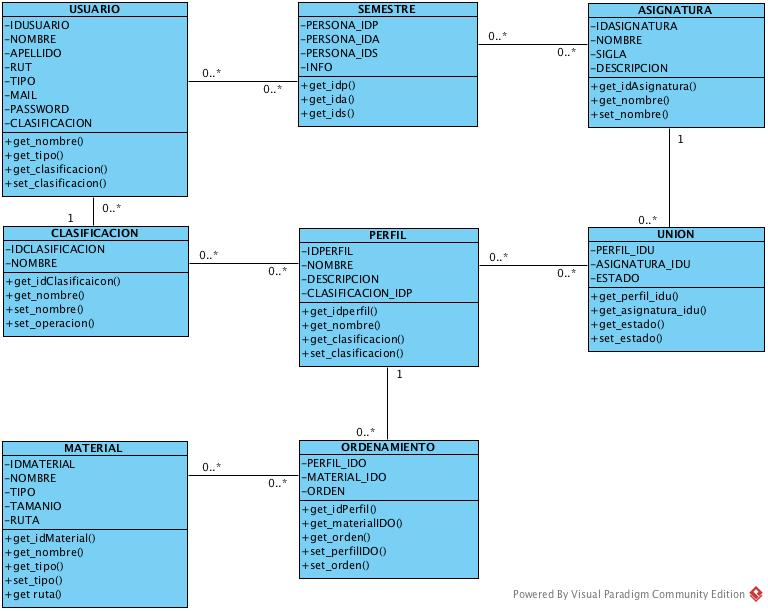 USUARIO
-IDUSUARIO
-NOMBRE
-APELLIDO
-RUT
-TIPO
-MAIL
-PASSWORD
-CLASIFICACION
+get_nombre()
+get_tipo()
+get_clasificacion()
+set_clasificacion()
0..*
0..*
SEMESTRE
-PERSONA_IDP
-PERSONA_IDA
-PERSONA_IDS
-INFO
+get_idp()
+get_ida()
+get_ids()
0..*
0..*
ASIGNATURA
-IDASIGNATURA
-NOMBRE
-SIGLA
-DESCRIPCION
+get_idAsignatura()
+get_nombre()
+set_nombre()
1
0..*
0..*
1
CLASIFICACION
-IDCLASIFICACION
-NOMBRE
+get_idClasificaicon()
+get_nombre()
+set_nombre()
+set_operacion()
0..*
0..*
PERFIL
-IDPERFIL
-NOMBRE
-DESCRIPCION
-CLASIFICACION_IDP
+get_idperfil()
+get_nombre()
+get_clasificacion()
+set_clasificacion()
0..*
0..*
UNION
-PERFIL_IDU
-ASIGNATURA_IDU
-ESTADO
+get_perfil_idu()
+get_asignatura_idu()
+get_estado()
+set_estado()
1
0..*
MATERIAL
-IDMATERIAL
-NOMBRE
-TIPO
-TAMANIO
-RUTA
+get_idMaterial()
+get_nombre()
+get_tipo()
+set_tipo()
+get ruta()
0..*
0..*
ORDENAMIENTO
-PERFIL_IDO
-MATERIAL_IDO
-ORDEN
+get_idPerfil()
+get_materialIDO()
+get_orden()
+set_perfilIDO()
+set_orden()
Powered By Visual Paradigm Community Edition